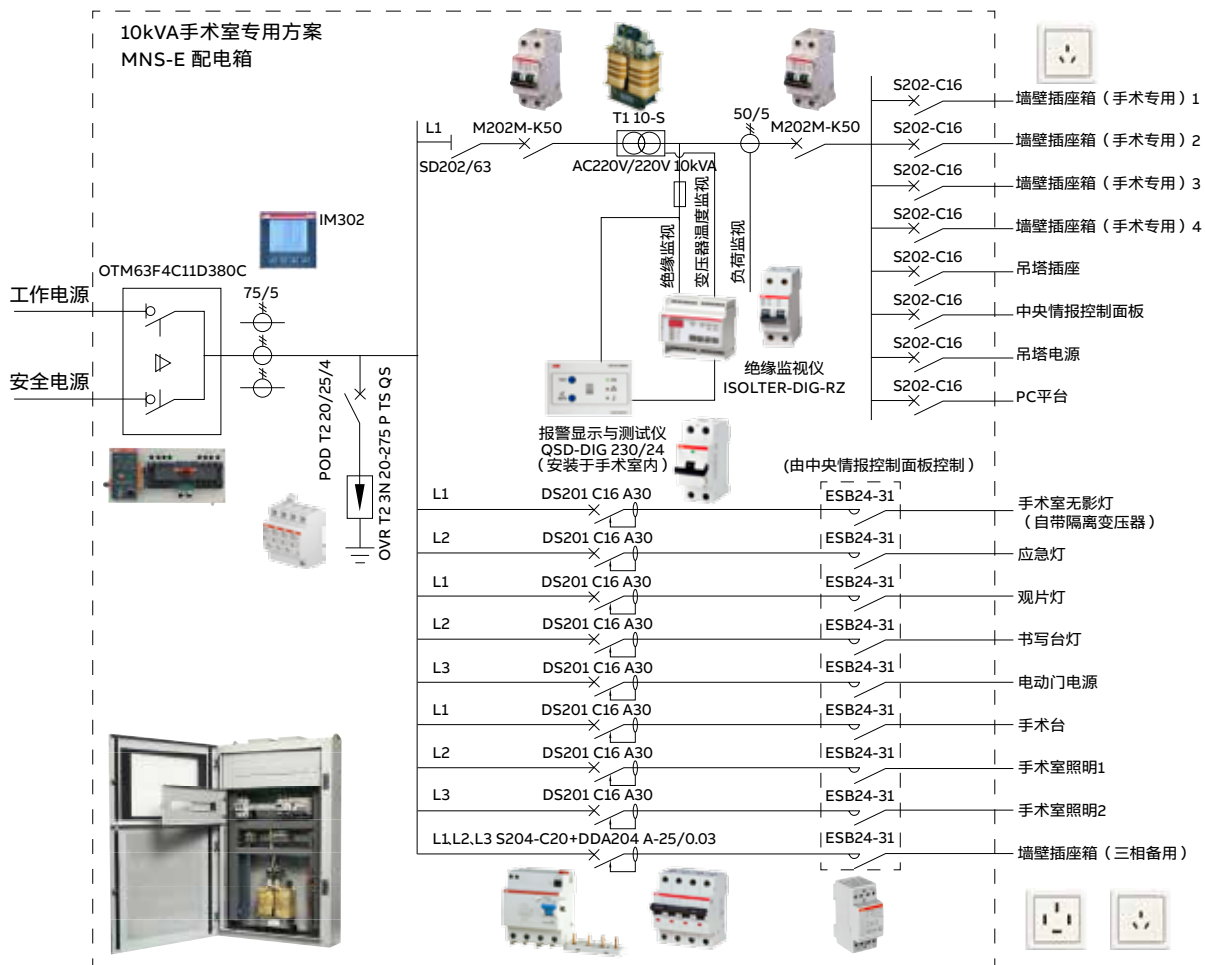 10kVA手术室专用方案
MNS-E 配电箱
L1
SD202/63
M202M-K50
T1 10-S
AC220V/220V 10kVA
50/5
M202M-K50
绝缘监视
变压器温度监视
负荷监视
S202-C16
墙壁插座箱（手术专用）1
S202-C16
墙壁插座箱（手术专用）2
S202-C16
墙壁插座箱（手术专用）3
S202-C16
墙壁插座箱（手术专用）4
S202-C16
吊塔插座
S202-C16
中央情报控制面板
S202-C16
吊塔电源
S202-C16
PC平台
IM302
OTM63F4C11D380C
工作电源
安全电源
75/5
POD T2 20/25/4
OVR T2 3N 20-275 P TS QS
绝缘监视仪
ISOLTER-DIG-RZ
报警显示与测试仪
QSD-DIG 230/24
（安装于手术室内）
(由中央情报控制面板控制）
L1 DS201 C16 A30 ESB24-31
手术室无影灯
（自带隔离变压器）
L2 DS201 C16 A30 ESB24-31 应急灯
L1 DS201 C16 A30 ESB24-31 观片灯
L2 DS201 C16 A30 ESB24-31 书写台灯
L3 DS201 C16 A30 ESB24-31 电动门电源
L1 DS201 C16 A30 ESB24-31 手术台
L2 DS201 C16 A30 ESB24-31 手术室照明1
L3 DS201 C16 A30 ESB24-31 手术室照明2
L1、L2、L3 S204-C20+DDA204 A-25/0.03 ESB24-31 墙壁插座箱（三相备用）